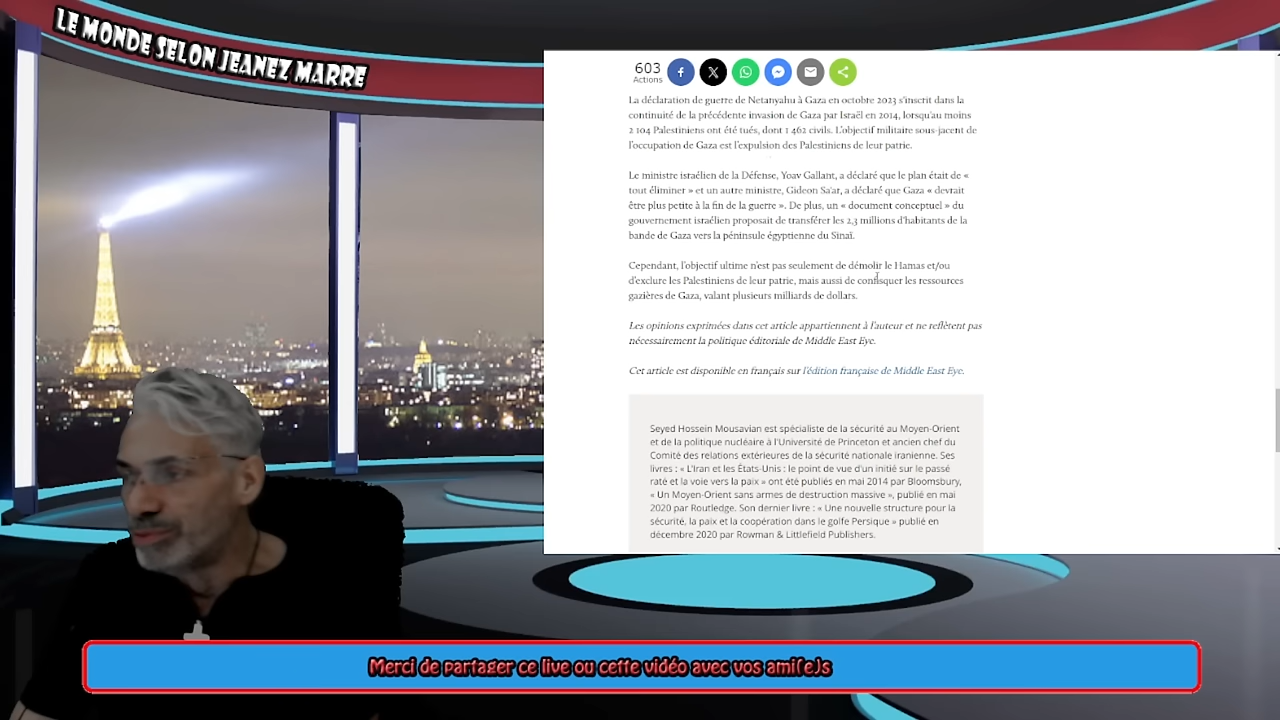 LE MONDE SELON JEANEZ MARRE
603
Actions
La déclaration de guerre de Netanyahu à Gaza en octobre 2023 s'inscrit dans la
continuité de la précédente invasion de Gaza par Israël en 2014, lorsqu'au moins
2 104 Palestiniens ont été tués, dont 1 462 civils. L'objectif militaire sous-jacent de
l'occupation de Gaza est l'expulsion des Palestiniens de leur patrie.
Le ministre israélien de la Défense, Yoav Gallant, a déclaré que le plan était de «
tout éliminer » et un autre ministre, Gideon Sa'ar, a déclaré que Gaza « devrait
être plus petite à la fin de la guerre ». De plus, un « document conceptuel » du
gouvernement israélien proposait de transférer les 2,3 millions d'habitants de la
bande de Gaza vers la péninsule égyptienne du Sinaï.
Cependant, l'objectif ultime n'est pas seulement de démolir le Hamas et/ou
d'exclure les Palestiniens de leur patrie, mais aussi de confisquer les ressources
gazières de Gaza, valant plusieurs milliards de dollars.
Les opinions exprimées dans cet article appartiennent à l'auteur et ne reflètent pas
nécessairement la politique éditoriale de Middle East Eye.
Cet article est disponible en français sur l'édition française de Middle East Eye.
Seyed Hossein Mousavian est spécialiste de la sécurité au Moyen-Orient
et de la politique nucléaire à l'Université de Princeton et ancien chef du
Comité des relations extérieures de la sécurité nationale iranienne. Ses
livres : « L'Iran et les États-Unis : le point de vue d'un initié sur le passé
raté et la voie vers la paix » ont été publiés en mai 2014 par Bloomsbury,
« Un Moyen-Orient sans armes de destruction massive », publié en mai
2020 par Routledge. Son dernier livre : « Une nouvelle structure pour la
sécurité, la paix et la coopération dans le golfe Persique » publié en
décembre 2020 par Rowman & Littlefield Publishers.
Merci de partager ce live ou cette vidéo avec vos ami(e)s